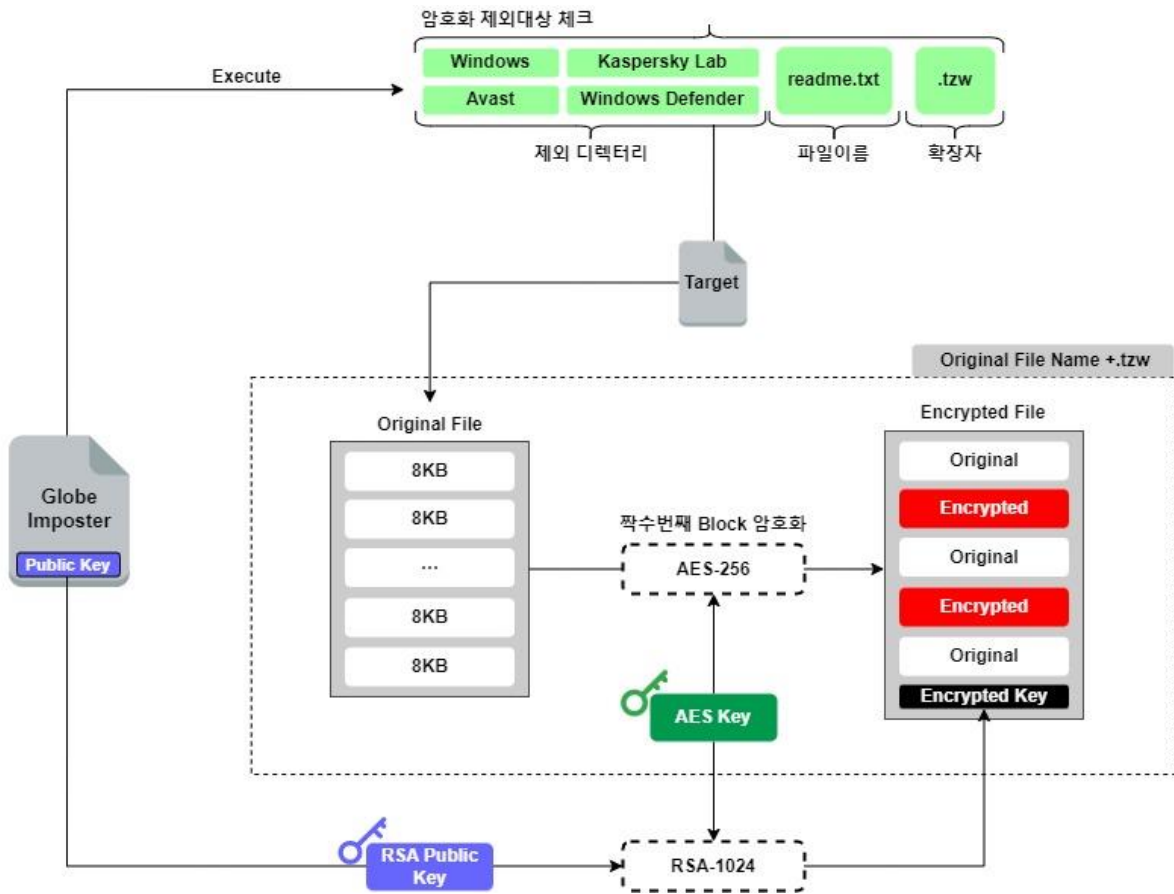 암호화 제외대상 체크
Execute
Windows
Kaspersky Lab
Avast
Windows Defender
readme.txt
.tzw
제외 디렉터리
파일이름
확장자
Target
Original File Name +.tzw
Original File
8KB
8KB
...
8KB
8KB
Globe
Imposter
Public Key
짝수번째 Block 암호화
AES-256
AES Key
Encrypted File
Original
Encrypted
Original
Encrypted
Original
Encrypted Key
RSA Public
Key
RSA-1024